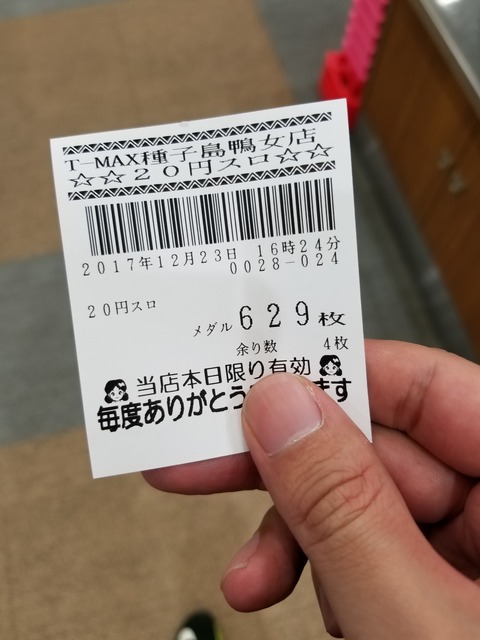 T-MAX種子島鴨女店
☆☆20円スロ☆☆
2017年12月23日 16時24分
0028-024
20円スロ
メダル 629枚
余り数 4枚
当店本日限り有効
毎度ありがとう ます